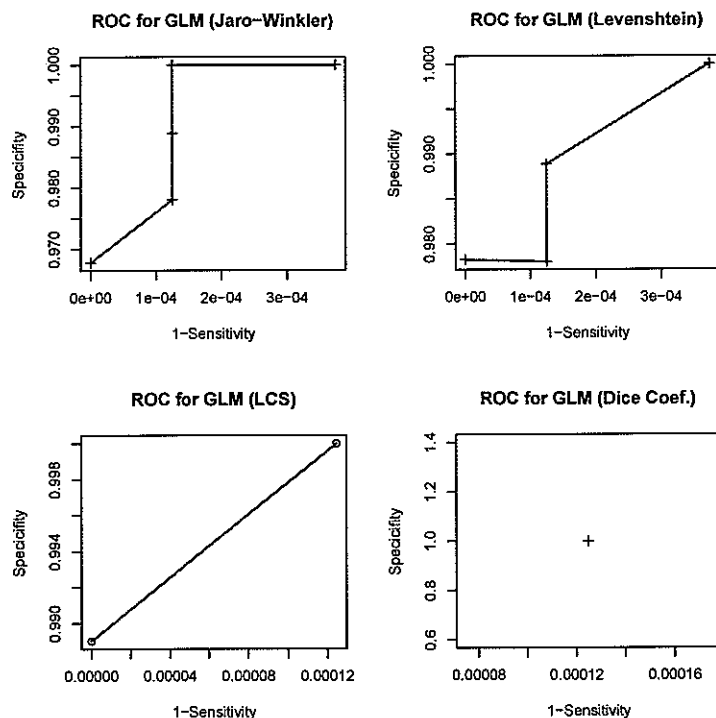 ROC for GLM (Jaro-Winkler)
Specicifity
0.970 0.980 0.990 1.000
0e+00 1e-04 2e-04 3e-04
1-Sensitivity
ROC for GLM (Levenshtein)
Specicifity
0.980 0.990 1.000
0e+00 1e-04 2e-04 3e-04
1-Sensitivity
ROC for GLM (LCS)
Specicifity
0.990 0.994 0.998
0.00000 0.00004 0.00008 0.00012
1-Sensitivity
ROC for GLM (Dice Coef.)
Specicifity
0.6 0.8 1.0 1.2 1.4
0.00008 0.00012 0.00016
1-Sensitivity